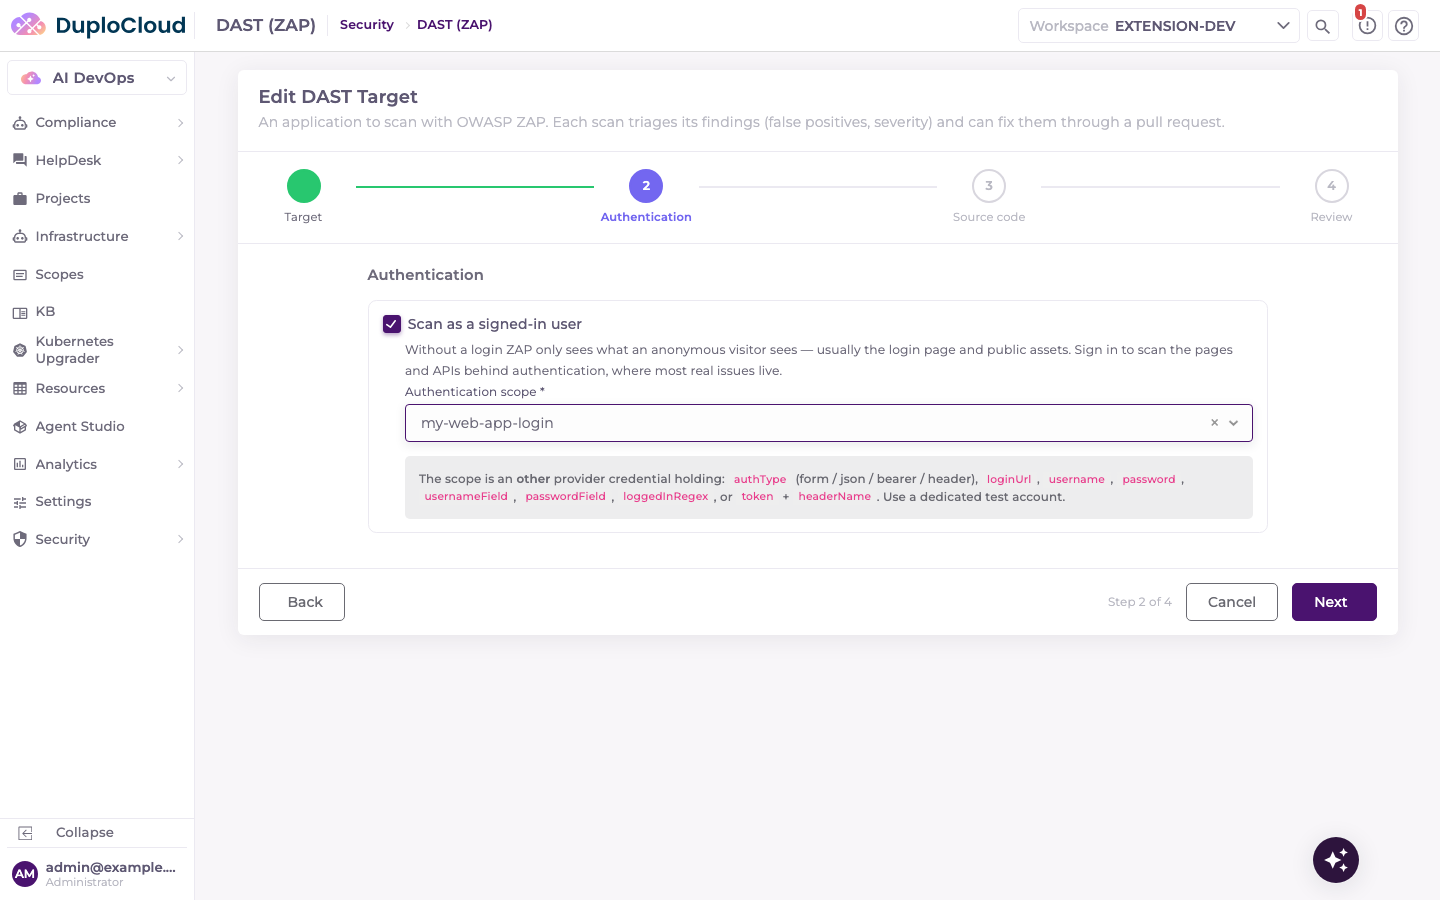 DuploCloud
DAST (ZAP)
Security
DAST (ZAP)
Workspace EXTENSION-DEV
1
AI DevOps
Compliance
HelpDesk
Projects
Infrastructure
Scopes
KB
Kubernetes
Upgrader
Resources
Agent Studio
Analytics
Settings
Security
Collapse
AM
admin@example....
Administrator
Edit DAST Target
An application to scan with OWASP ZAP. Each scan triages its findings (false positives, severity) and can fix them through a pull request.
Target
2
Authentication
3
Source code
4
Review
Authentication
Scan as a signed-in user
Without a login ZAP only sees what an anonymous visitor sees — usually the login page and public assets. Sign in to scan the pages
and APIs behind authentication, where most real issues live.
Authentication scope *
my-web-app-login
The scope is an other provider credential holding: authType (form / json / bearer / header), loginUrl , username , password ,
usernameField , passwordField , loggedInRegex , or token + headerName . Use a dedicated test account.
Back
Step 2 of 4
Cancel
Next